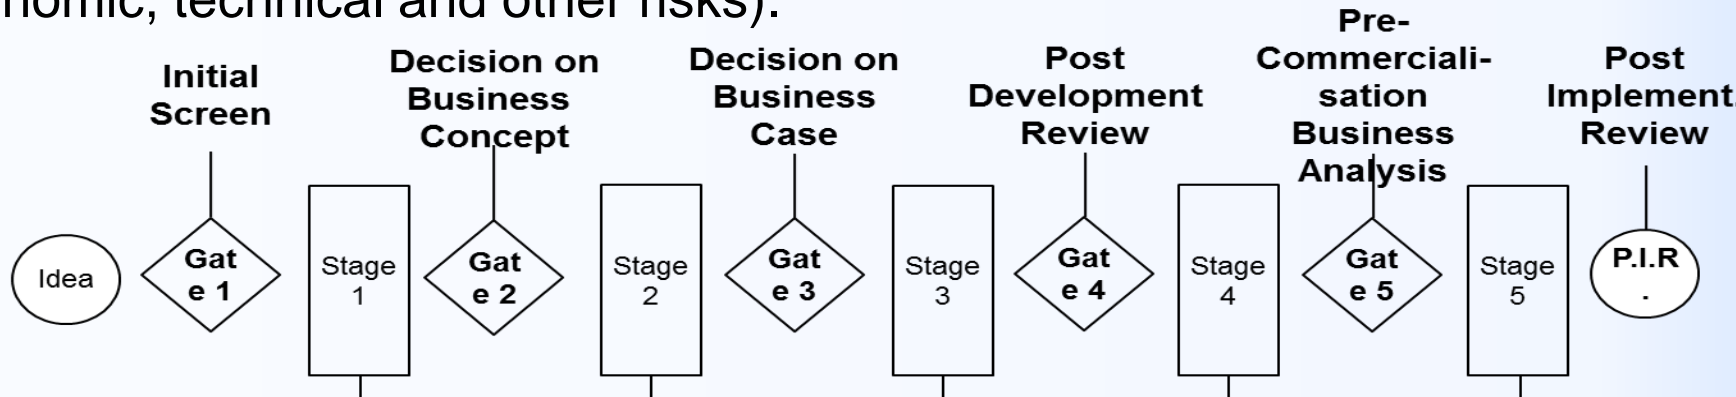 nomic, technical and other risks).
Initial
Screen
Decision on
Business
Concept
Decision on
Business
Case
Post
Development
Review
Pre-
Commerciali-
sation
Business
Analysis
Post
Implement.
Review
Idea
Gat
e 1
Stage
1
Gat
e 2
Stage
2
Gat
e 3
Stage
3
Gat
e 4
Stage
4
Gat
e 5
Stage
5
P.I.R
.